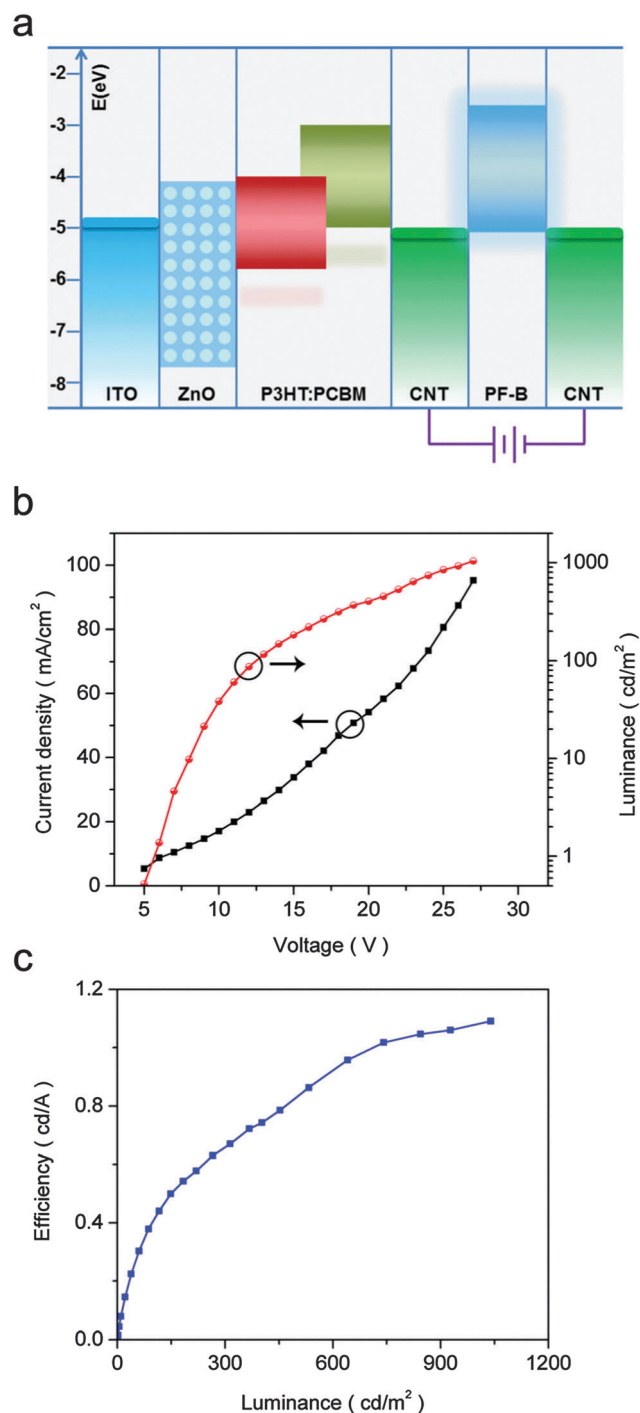 a
E(eV)
-2
-3
-4
-5
-6
-7
-8
ITO ZnO P3HT:PCBM CNT PF-B CNT
b
Current density ( mA/cm²)
100
80
60
40
20
0
1000
100
10
1
Luminance ( cd/m²)
5 10 15 20 25 30
Voltage ( V )
c
Efficiency ( cd/A )
1.2
0.8
0.4
0.0
0 300 600 900 1200
Luminance ( cd/m²)